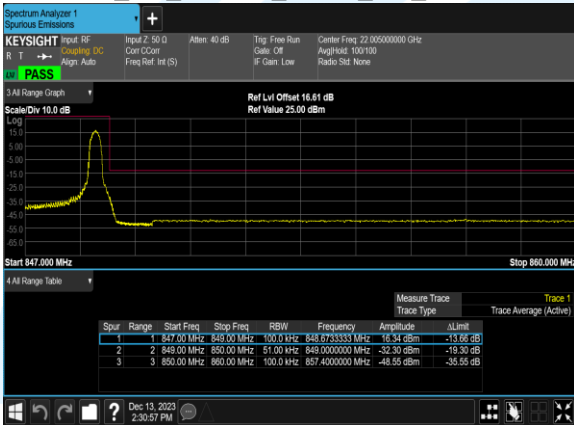 Spectrum Analyzer 1
Spurious Emissions
KEYSIGHT Input: RF Input Z: 50 Ω Atten: 40 dB Trig: Free Run Center Freq: 22.005000000 GHz
R T Coupling: DC Corr CCorr Gate: Off Avg|Hold: 100/100
Align: Auto Freq Ref: Int (S) IF Gain: Low Radio Std: None
PASS
3 All Range Graph
Ref Lvl Offset 16.61 dB
Scale/Div 10.0 dB Ref Value 25.00 dBm
Log
15.0
5.00
-5.00
-15.0
-25.0
-35.0
-45.0
-55.0
-65.0
Start 847.000 MHz Stop 860.000 MHz
4 All Range Table
Measure Trace Trace 1
Trace Type Trace Average (Active)
Spur Range Start Freq Stop Freq RBW Frequency Amplitude ΔLimit
1 1 847.00 MHz 849.00 MHz 100.0 kHz 848.6733333 MHz 16.34 dBm -13.66 dB
2 2 849.00 MHz 850.00 MHz 51.00 kHz 849.0000000 MHz -32.30 dBm -19.30 dB
3 3 850.00 MHz 860.00 MHz 100.0 kHz 857.4000000 MHz -48.55 dBm -35.55 dB
? Dec 13, 2023
2:30:57 PM